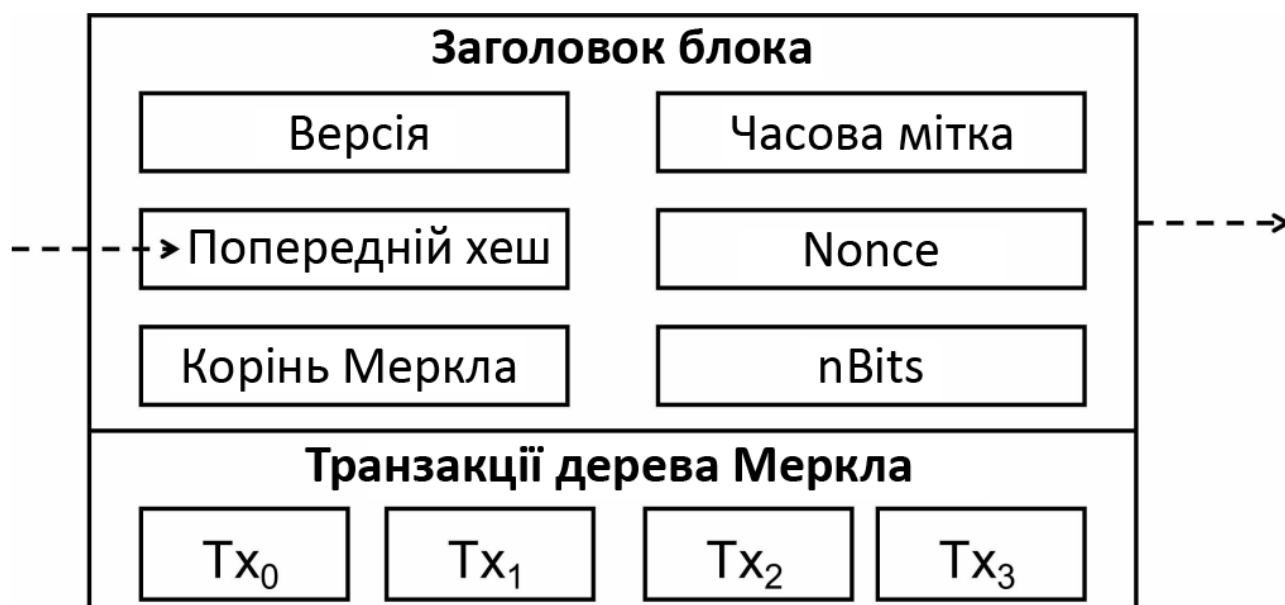 Заголовок блока
Версія
Часова мітка
Попередній хеш
Nonce
Корінь Меркла
nBits
Транзакції дерева Меркла
Tx₀
Tx₁
Tx₂
Tx₃